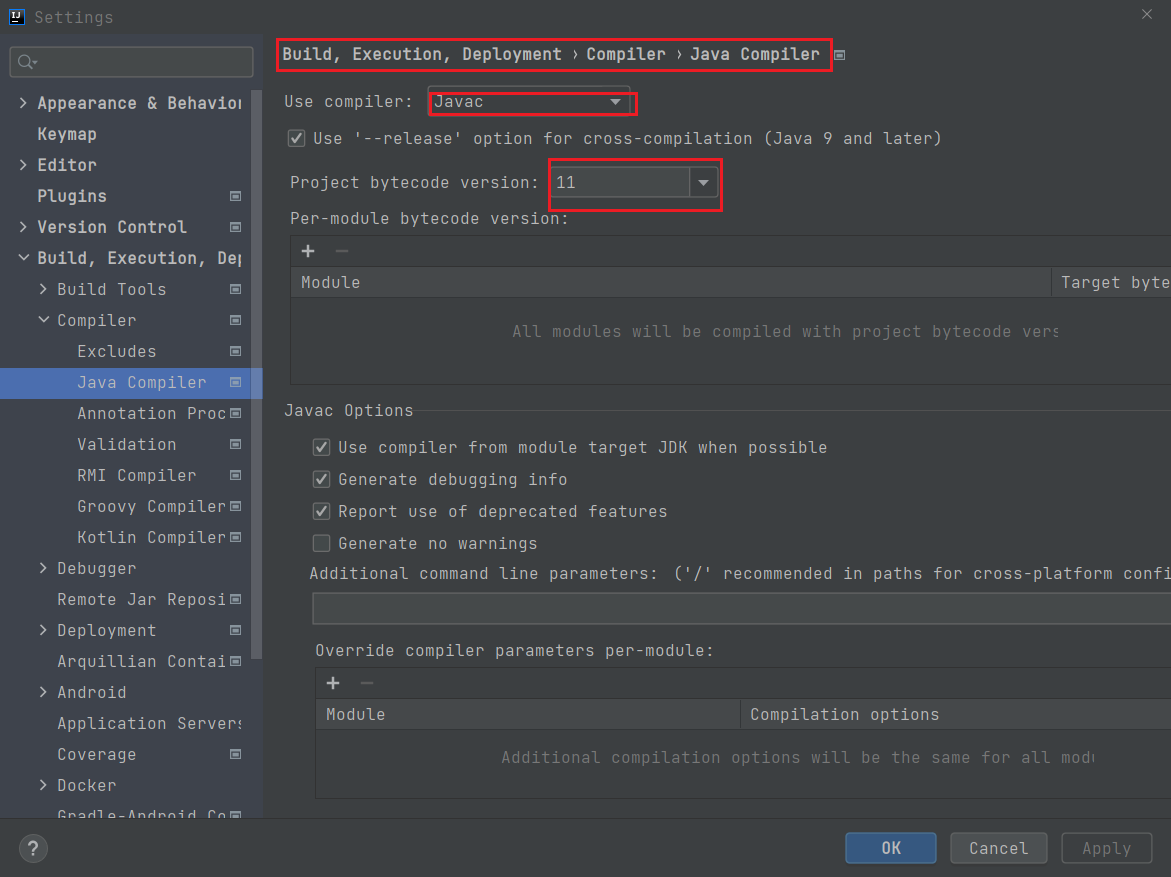 Settings
Appearance & Behavior
Keymap
Editor
Plugins
Version Control
Build, Execution, Dep
Build Tools
Compiler
Excludes
Java Compiler
Annotation Proc
Validation
RMI Compiler
Groovy Compiler
Kotlin Compiler
Debugger
Remote Jar Reposi
Deployment
Arquillian Contai
Android
Application Servers
Coverage
Docker
Gradle-Android Co
Build, Execution, Deployment › Compiler › Java Compiler
Use compiler: Javac
Use '--release' option for cross-compilation (Java 9 and later)
Project bytecode version: 11
Per-module bytecode version:
+ −
Module Target byte
All modules will be compiled with project bytecode vers
Javac Options
Use compiler from module target JDK when possible
Generate debugging info
Report use of deprecated features
Generate no warnings
Additional command line parameters: ('/' recommended in paths for cross-platform confi
Override compiler parameters per-module:
+ −
Module Compilation options
Additional compilation options will be the same for all modu
? OK Cancel Apply